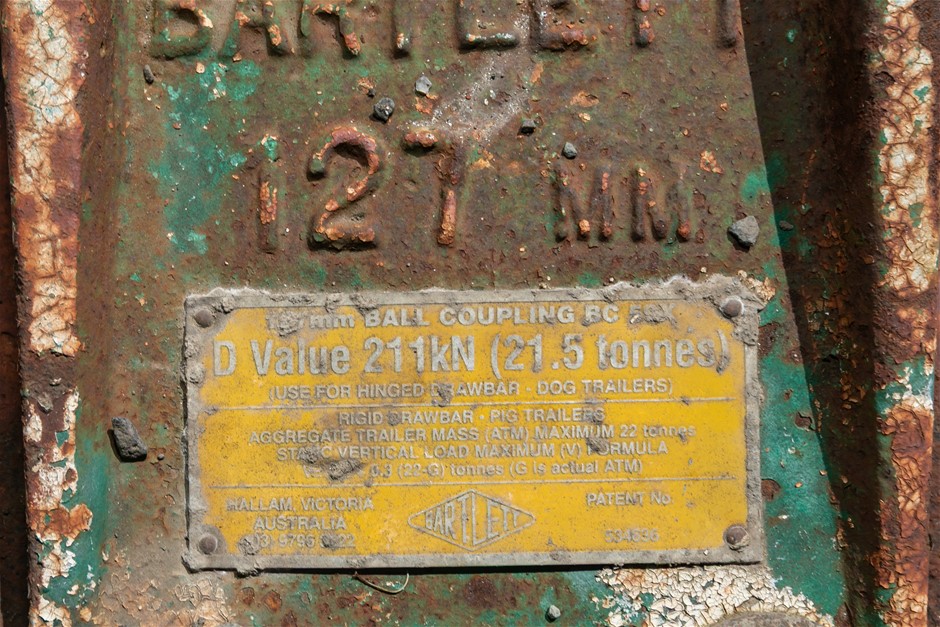 BARTLETT
127 MM
127mm BALL COUPLING BC
D Value 211kN (21.5 tonnes)
(USE FOR HINGED DRAWBAR - DOG TRAILERS)
RIGID DRAWBAR - PIG TRAILERS
AGGREGATE TRAILER MASS (ATM) MAXIMUM 22 tonnes
STATIC VERTICAL LOAD MAXIMUM (V) FORMULA
(22-G) tonnes (G is actual ATM)
HALLAM, VICTORIA
AUSTRALIA
BARTLETT
PATENT No